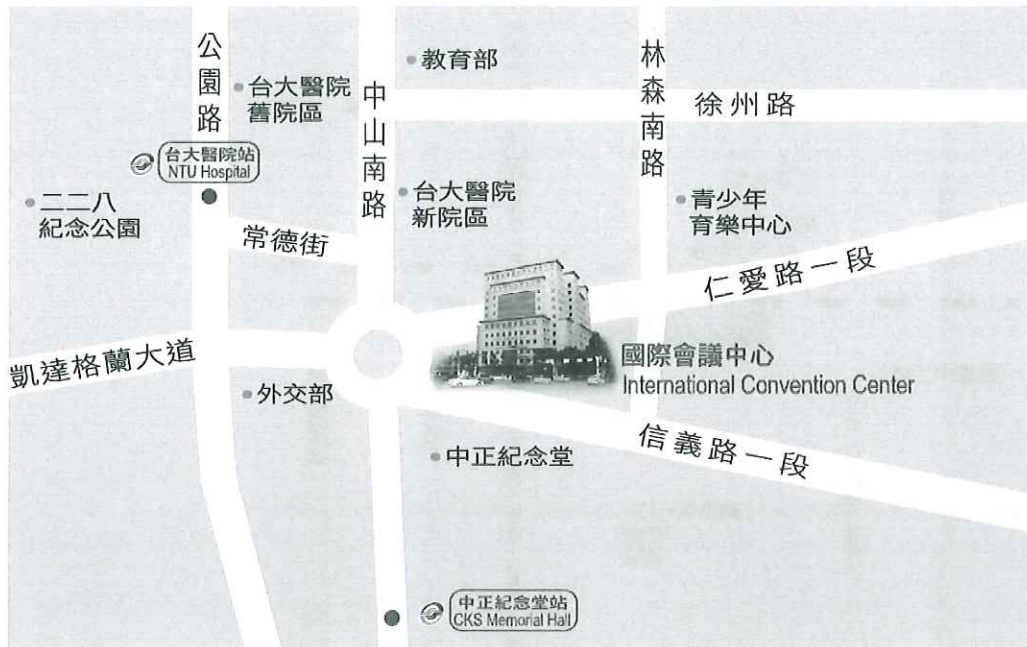 公園路
台大醫院
舊院區
中山南路
教育部
林森南路
徐州路
台大醫院站
NTU Hospital
二二八
紀念公園
台大醫院
新院區
青少年
育樂中心
常德街
仁愛路一段
凱達格蘭大道
國際會議中心
International Convention Center
外交部
信義路一段
中正紀念堂
中正紀念堂站
CKS Memorial Hall